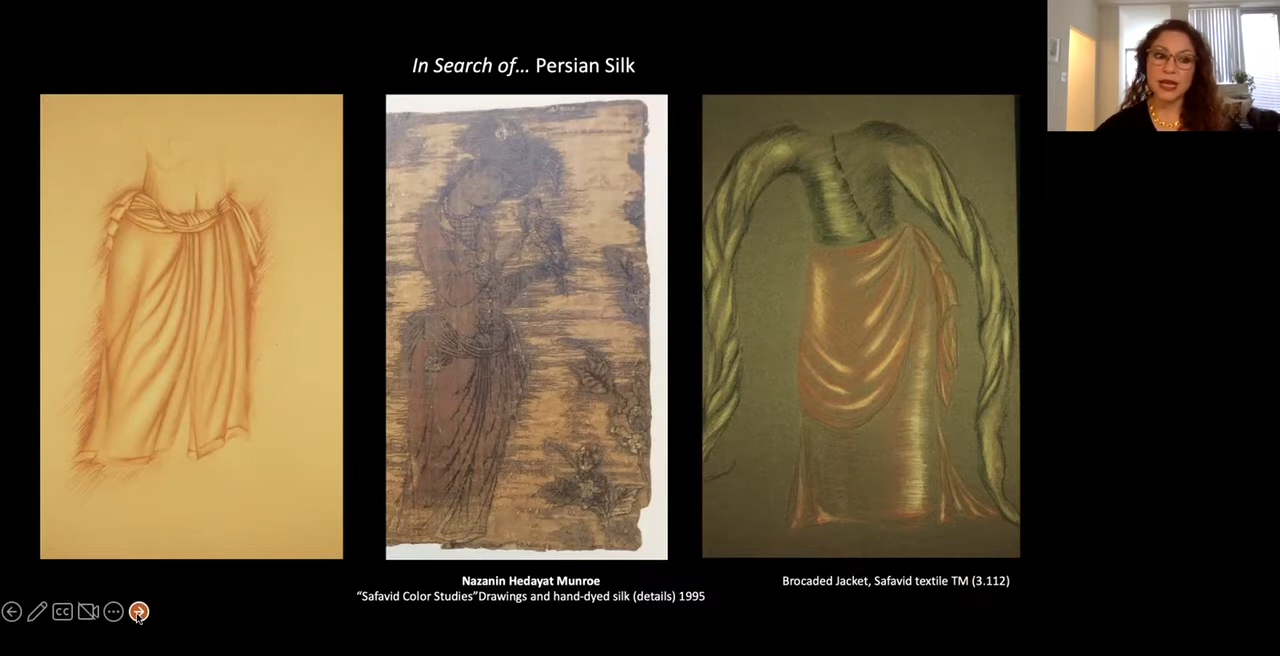 In Search of... Persian Silk
Nazanin Hedayat Munroe
“Safavid Color Studies”Drawings and hand-dyed silk (details) 1995
Brocaded Jacket, Safavid textile TM (3.112)
CC